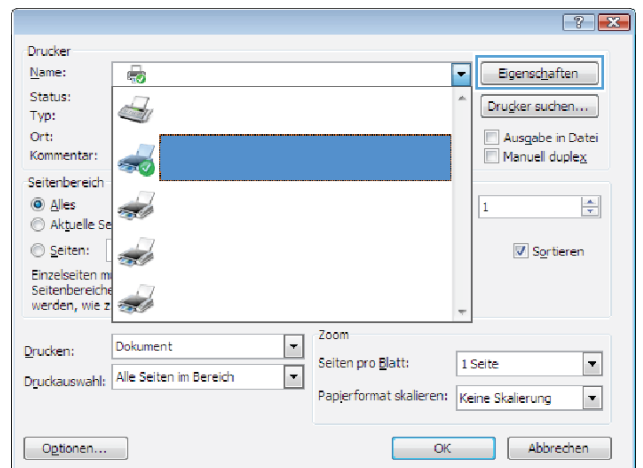 Drucker
Name:
Eigenschaften
Status:
Typ:
Drucker suchen...
Ort:
Ausgabe in Datei
Kommentar:
Manuell duplex
Seitenbereich
Alles
1
Aktuelle Se
Seiten:
Sortieren
Einzelseiten m
Seitenbereiche
werden, wie z
Zoom
Drucken:
Dokument
Seiten pro Blatt:
1 Seite
Druckauswahl:
Alle Seiten im Bereich
Papierformat skalieren:
Keine Skalierung
Optionen...
OK
Abbrechen